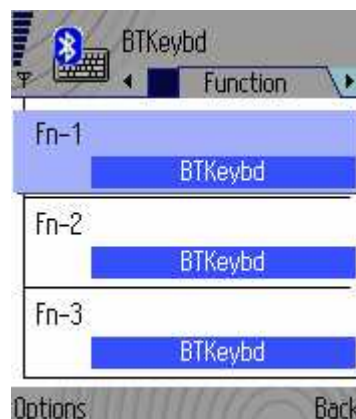 BTKeybd
Function
Fn-1
BTKeybd
Fn-2
BTKeybd
Fn-3
BTKeybd
Options Back